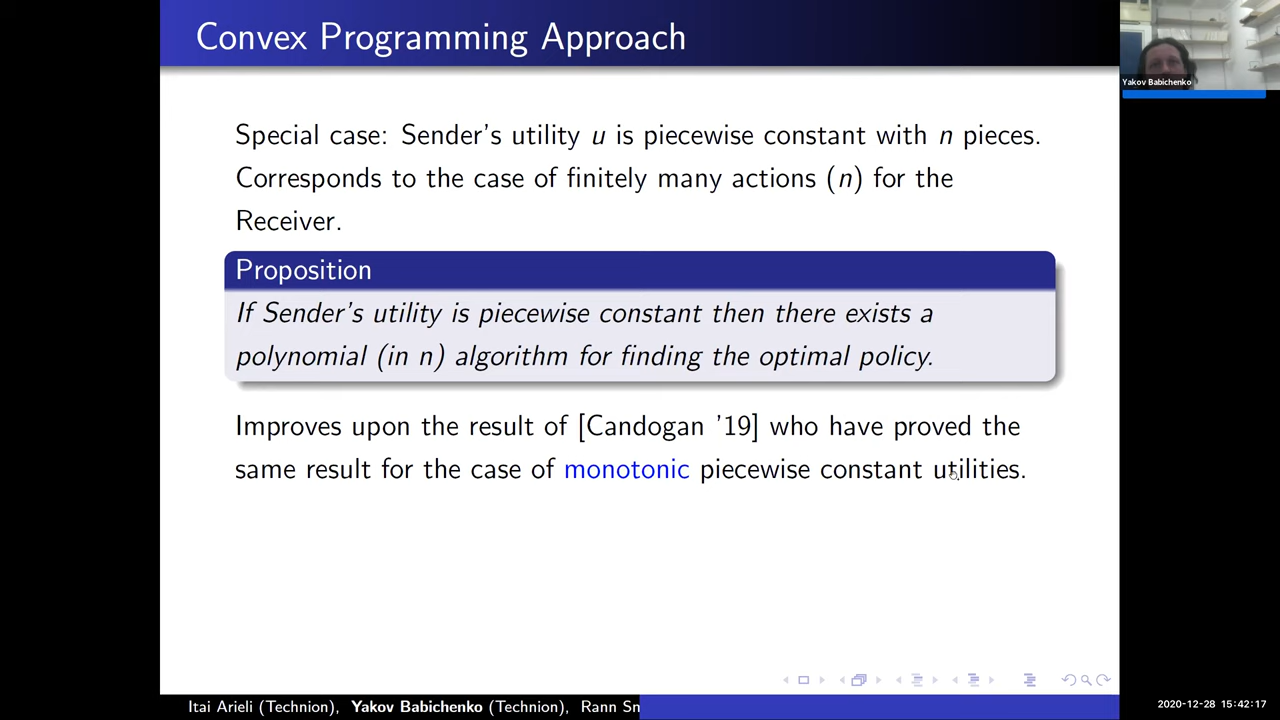 Convex Programming Approach
Yakov Babichenko
Special case: Sender's utility u is piecewise constant with n pieces.
Corresponds to the case of finitely many actions (n) for the
Receiver.
Proposition
If Sender's utility is piecewise constant then there exists a
polynomial (in n) algorithm for finding the optimal policy.
Improves upon the result of [Candogan '19] who have proved the
same result for the case of monotonic piecewise constant utilities.
Itai Arieli (Technion), Yakov Babichenko (Technion), Rann Sn
2020-12-28 15:42:17